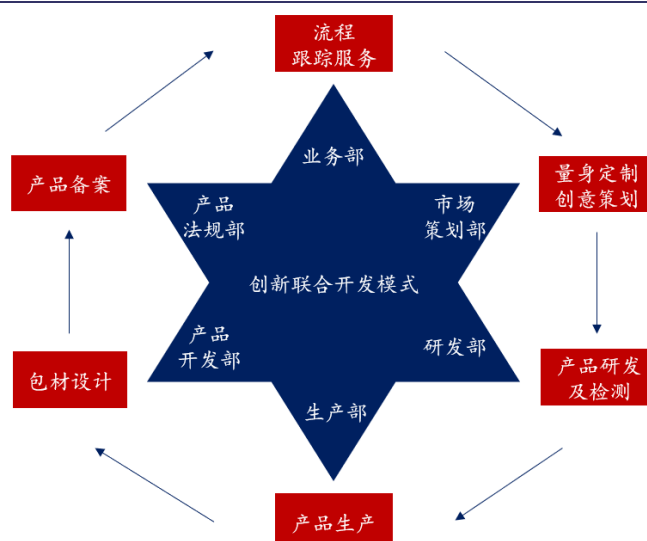 流程
跟踪服务
业务部
产品备案
量身定制
创意策划
产品
法规部
市场
策划部
创新联合开发模式
产品
开发部
研发部
包材设计
产品研发
及检测
生产部
产品生产